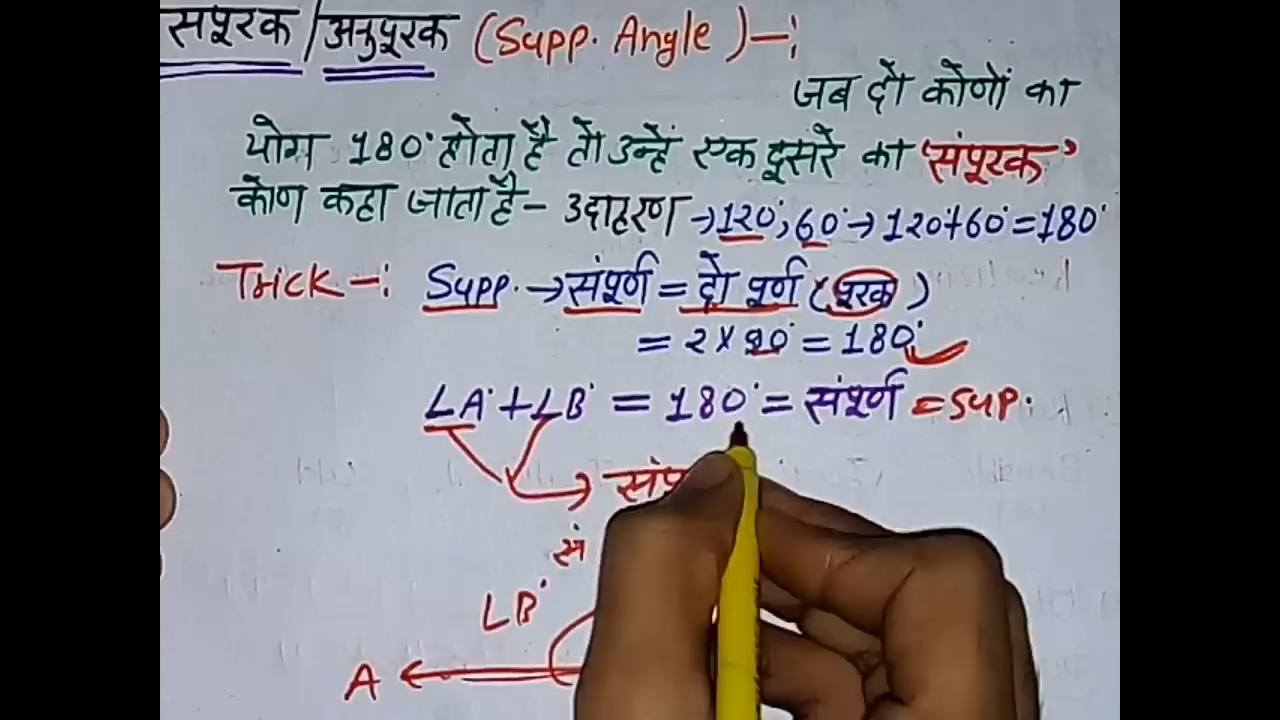 संपूरक/अनुपूरक (Supp. Angle) -:
जब दो कोणों का
योग 180° होता है तो उन्हें एक दूसरे का 'संपूरक'
कोण कहा जाता है - उदाहरण → 120°, 60° → 120+60° = 180°
Trick -: Supp. → संपूर्ण = दो पूर्ण (पूरक)
= 2 × 90° = 180°
∠A° + ∠B° = 180° = संपूर्ण = Sup.
∠B°
A